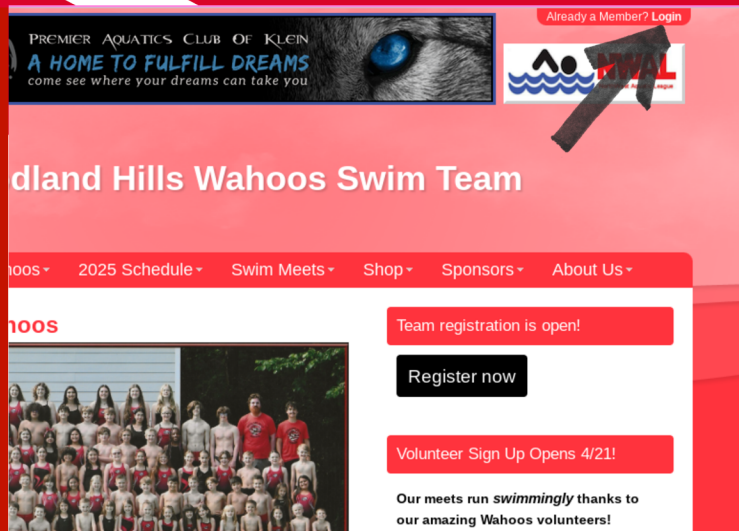 Already a Member? Login
PREMIER AQUATICS CLUB OF KLEIN
A HOME TO FULFILL DREAMS
come see where your dreams can take you
NWAL
dland Hills Wahoos Swim Team
hoos
2025 Schedule
Swim Meets
Shop
Sponsors
About Us
hoos
Team registration is open!
Register now
Volunteer Sign Up Opens 4/21!
Our meets run swimmingly thanks to
our amazing Wahoos volunteers!